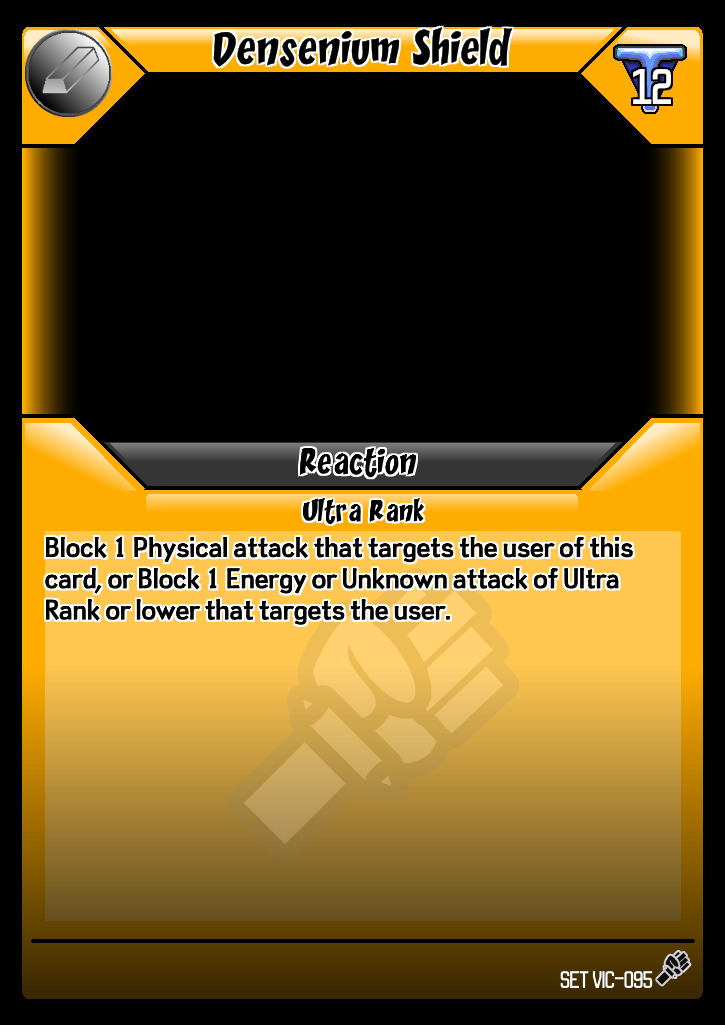 Densenium Shield
12
Reaction
Ultra Rank
Block 1 Physical attack that targets the user of this
card, or Block 1 Energy or Unknown attack of Ultra
Rank or lower that targets the user.
SET VIC-095